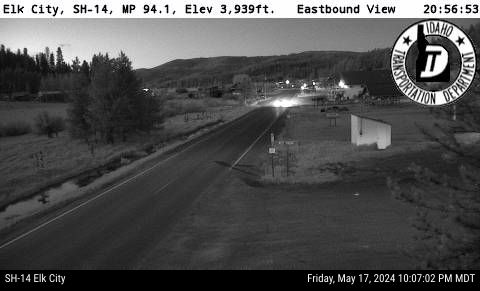 Elk City, SH-14, MP 94.1, Elev 3,939ft. Eastbound View 20:56:53
IDAHO
TRANSPORTATION DEPARTMENT
SH-14 Elk City Friday, May 17, 2024 10:07:02 PM MDT